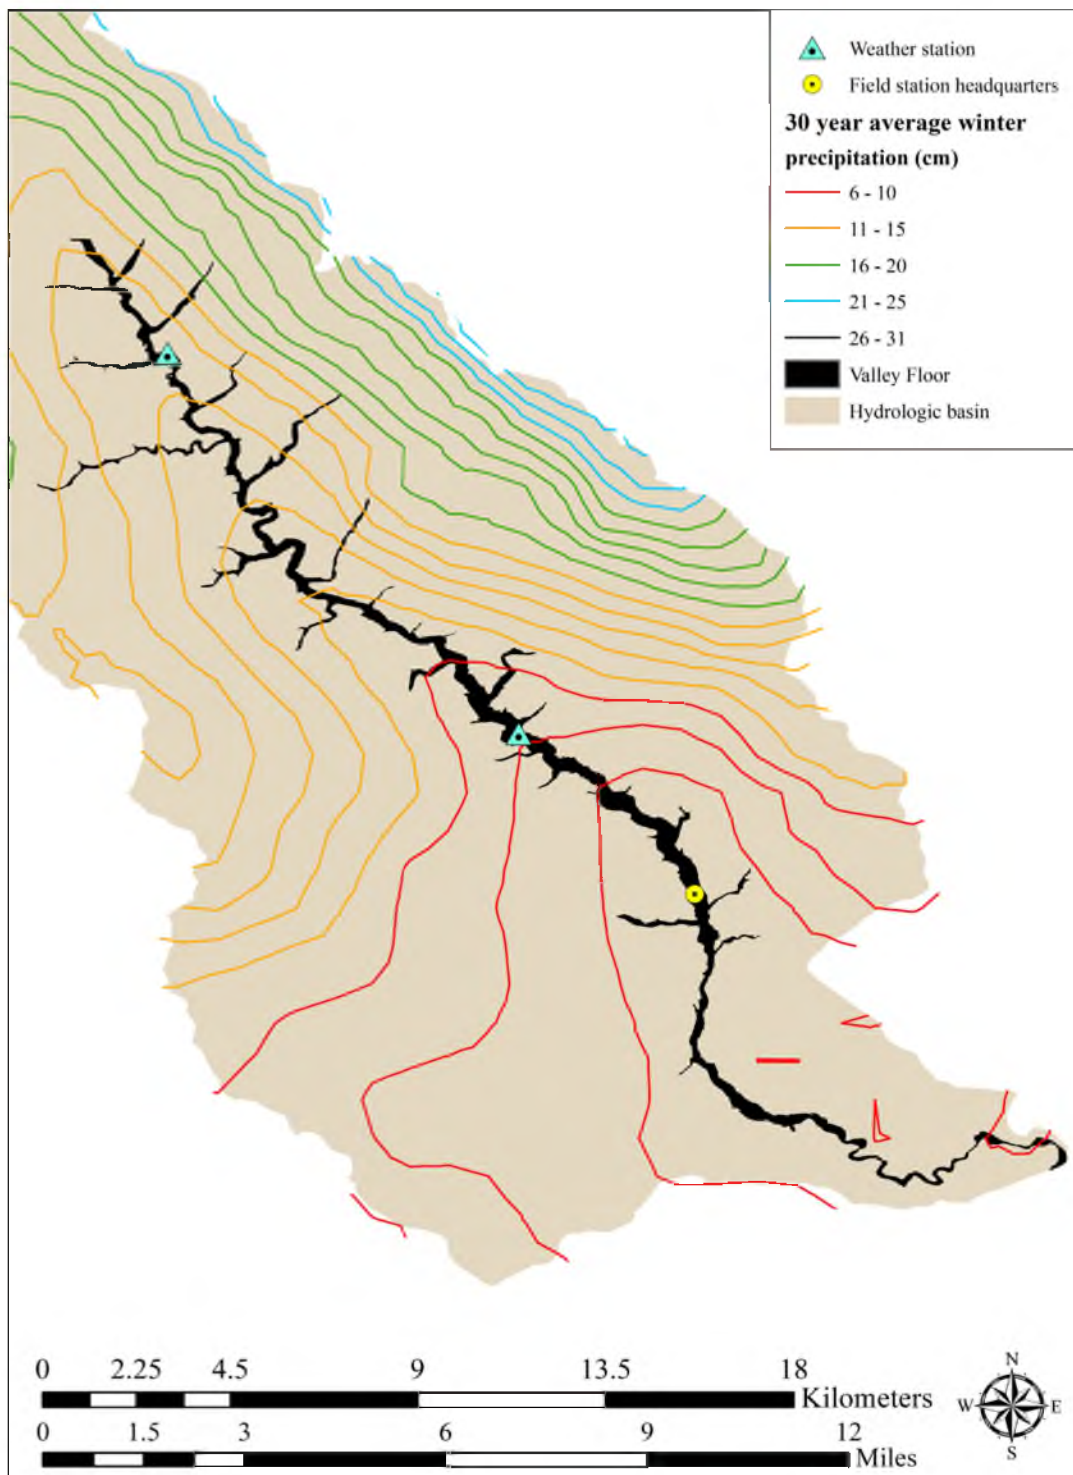 Weather station
Field station headquarters
30 year average winter
precipitation (cm)
6 - 10
11 - 15
16 - 20
21 - 25
26 - 31
Valley Floor
Hydrologic basin
0 2.25 4.5 9 13.5 18
Kilometers
0 1.5 3 6 9 12
Miles
N
W E
S